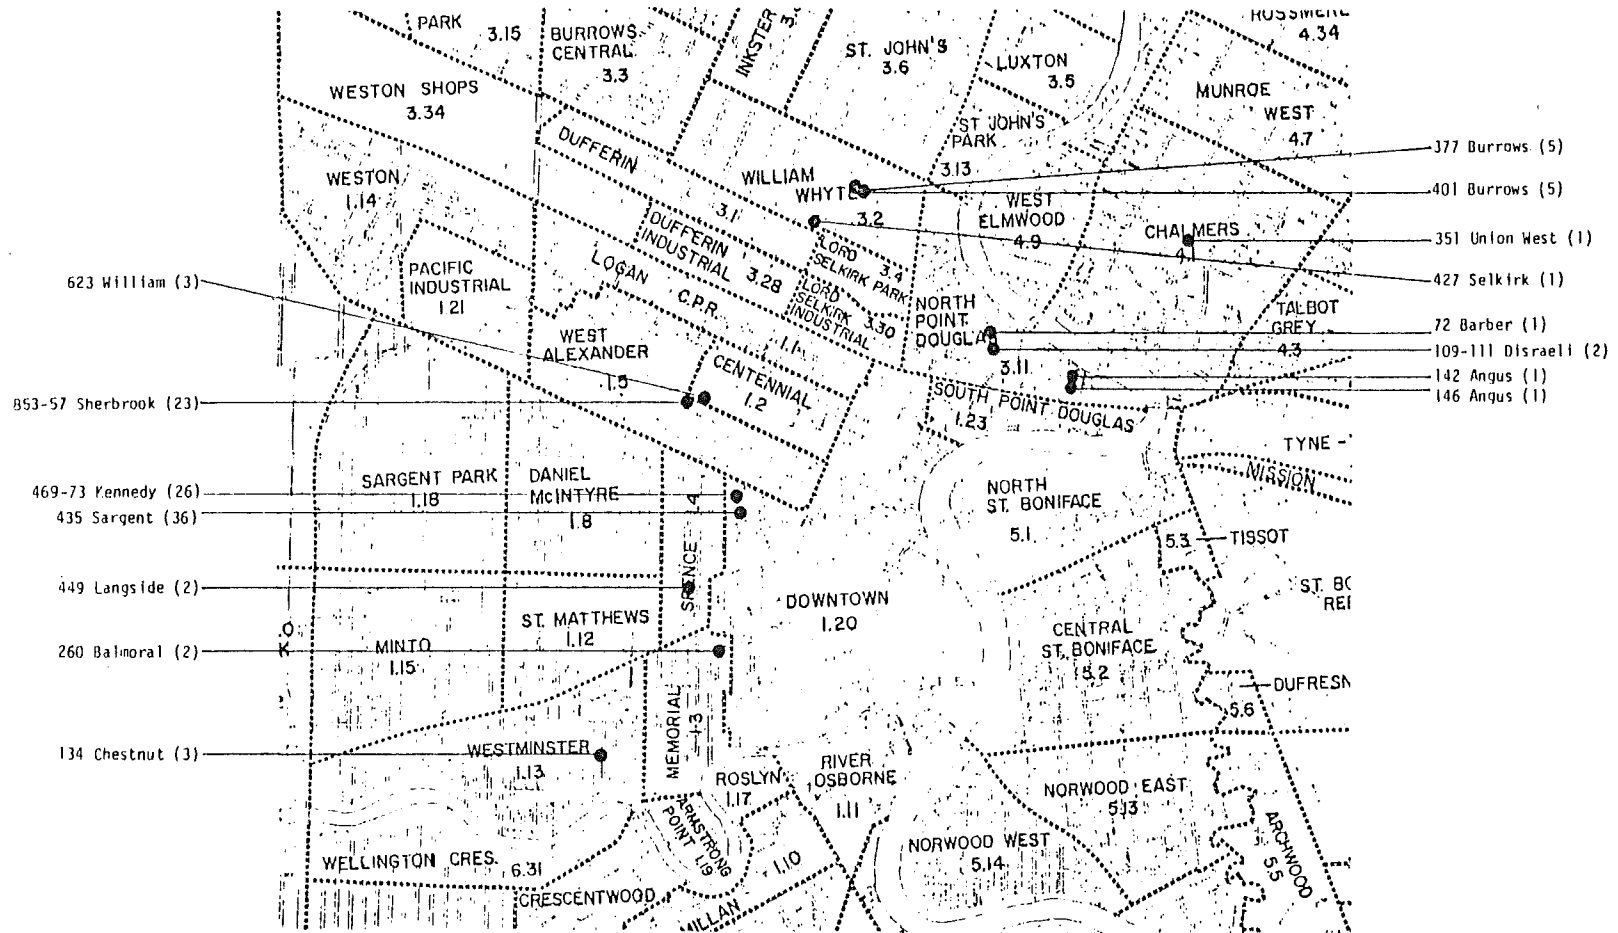 PARK
3.15
BURROWS
CENTRAL
3.3
INKSTER
ST. JOHN'S
3.6
LUXTON
3.5
4.34
WESTON SHOPS
3.34
MUNROE
WEST
4.7
ST JOHN'S
PARK
3.13
DUFFERIN
3.1
WESTON
1.14
WILLIAM
WHYTE
3.2
WEST
ELMWOOD
4.9
CHALMERS
4.1
377 Burrows (5)
401 Burrows (5)
351 Union West (1)
427 Selkirk (1)
72 Barber (1)
109-111 Disraeli (2)
142 Angus (1)
146 Angus (1)
DUFFERIN
INDUSTRIAL
3.28
LORD
SELKIRK PARK
3.4
LORD
SELKIRK
INDUSTRIAL
3.30
LOGAN C.P.R.
1.1
PACIFIC
INDUSTRIAL
1.21
NORTH
POINT
DOUGLAS
3.11
TALBOT
GREY
4.3
623 William (3)
853-57 Sherbrook (23)
469-73 Kennedy (26)
435 Sargent (36)
449 Langside (2)
260 Balmoral (2)
134 Chestnut (3)
WEST
ALEXANDER
1.5
CENTENNIAL
1.2
SOUTH POINT DOUGLAS
1.23
TYNE-
MISSION
SARGENT PARK
1.18
DANIEL
McINTYRE
1.8
SPENCE
1.4
NORTH
ST. BONIFACE
5.1
5.3
TISSOT
MINTO
1.15
ST. MATTHEWS
1.12
DOWNTOWN
1.20
CENTRAL
ST. BONIFACE
5.2
DUFRESN
5.6
WESTMINSTER
1.13
MEMORIAL
1.3
ROSLYN
1.17
RIVER
OSBORNE
1.11
NORWOOD EAST
5.13
ARMSTRONG
POINT 1.19
1.10
NORWOOD WEST
5.14
ARCHWOOD
5.5
WELLINGTON CRES.
6.31
CRESCENTWOOD
MILLAN